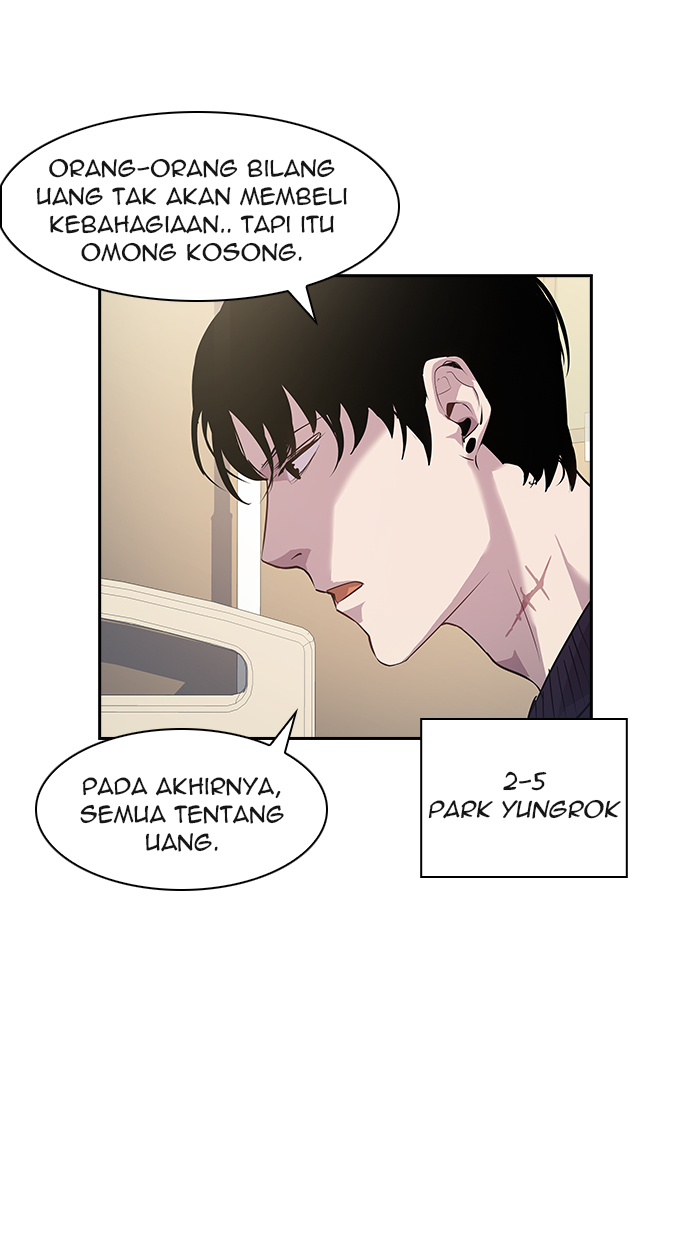 ORANG-ORANG BILANG
UANG TAK AKAN MEMBELI
KEBAHAGIAAN.. TAPI ITU
OMONG KOSONG.
PADA AKHIRNYA,
SEMUA TENTANG
UANG.
2-5
PARK YUNGROK